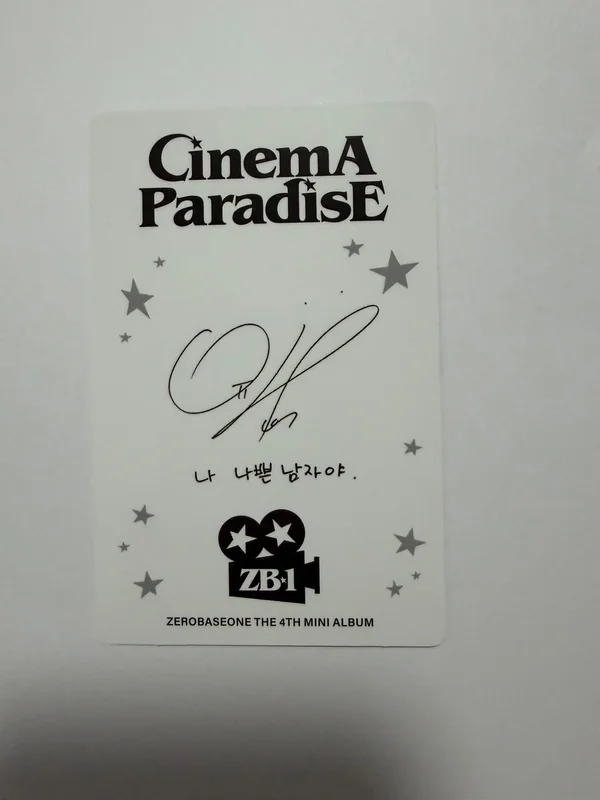 CinemA
ParadisE
나 나쁜 남자야.
ZB1
ZEROBASEONE THE 4TH MINI ALBUM